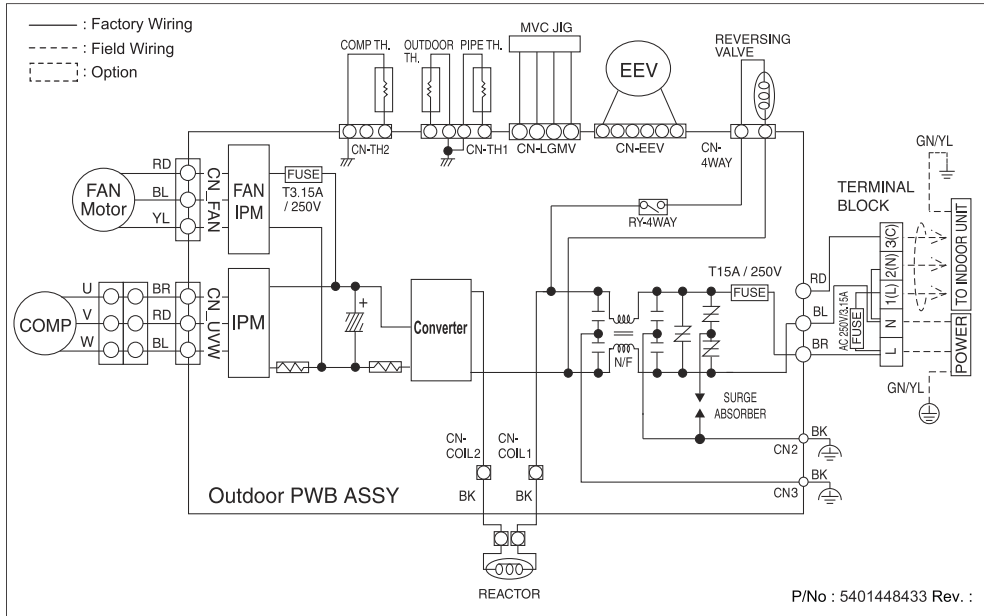 : Factory Wiring
: Field Wiring
: Option
COMP TH.
OUTDOOR
TH.
PIPE TH.
MVC JIG
EEV
REVERSING
VALVE
CN-TH2
CN-TH1
CN-LGMV
CN-EEV
CN-
4WAY
GN/YL
FAN
Motor
RD
BL
YL
CN_FAN
FAN
IPM
FUSE
T3.15A
/ 250V
RY-4WAY
TERMINAL
BLOCK
3(C)
2(N)
1(L)
N
L
TO INDOOR UNIT
POWER
AC 250V/3.15A
FUSE
T15A / 250V
FUSE
RD
BL
BR
COMP
U
V
W
BR
RD
BL
CN_UVW
IPM
+
Converter
N/F
SURGE
ABSORBER
GN/YL
CN-
COIL2
CN-
COIL1
BK
CN2
BK
CN3
BK
BK
Outdoor PWB ASSY
REACTOR
P/No : 5401448433 Rev. :